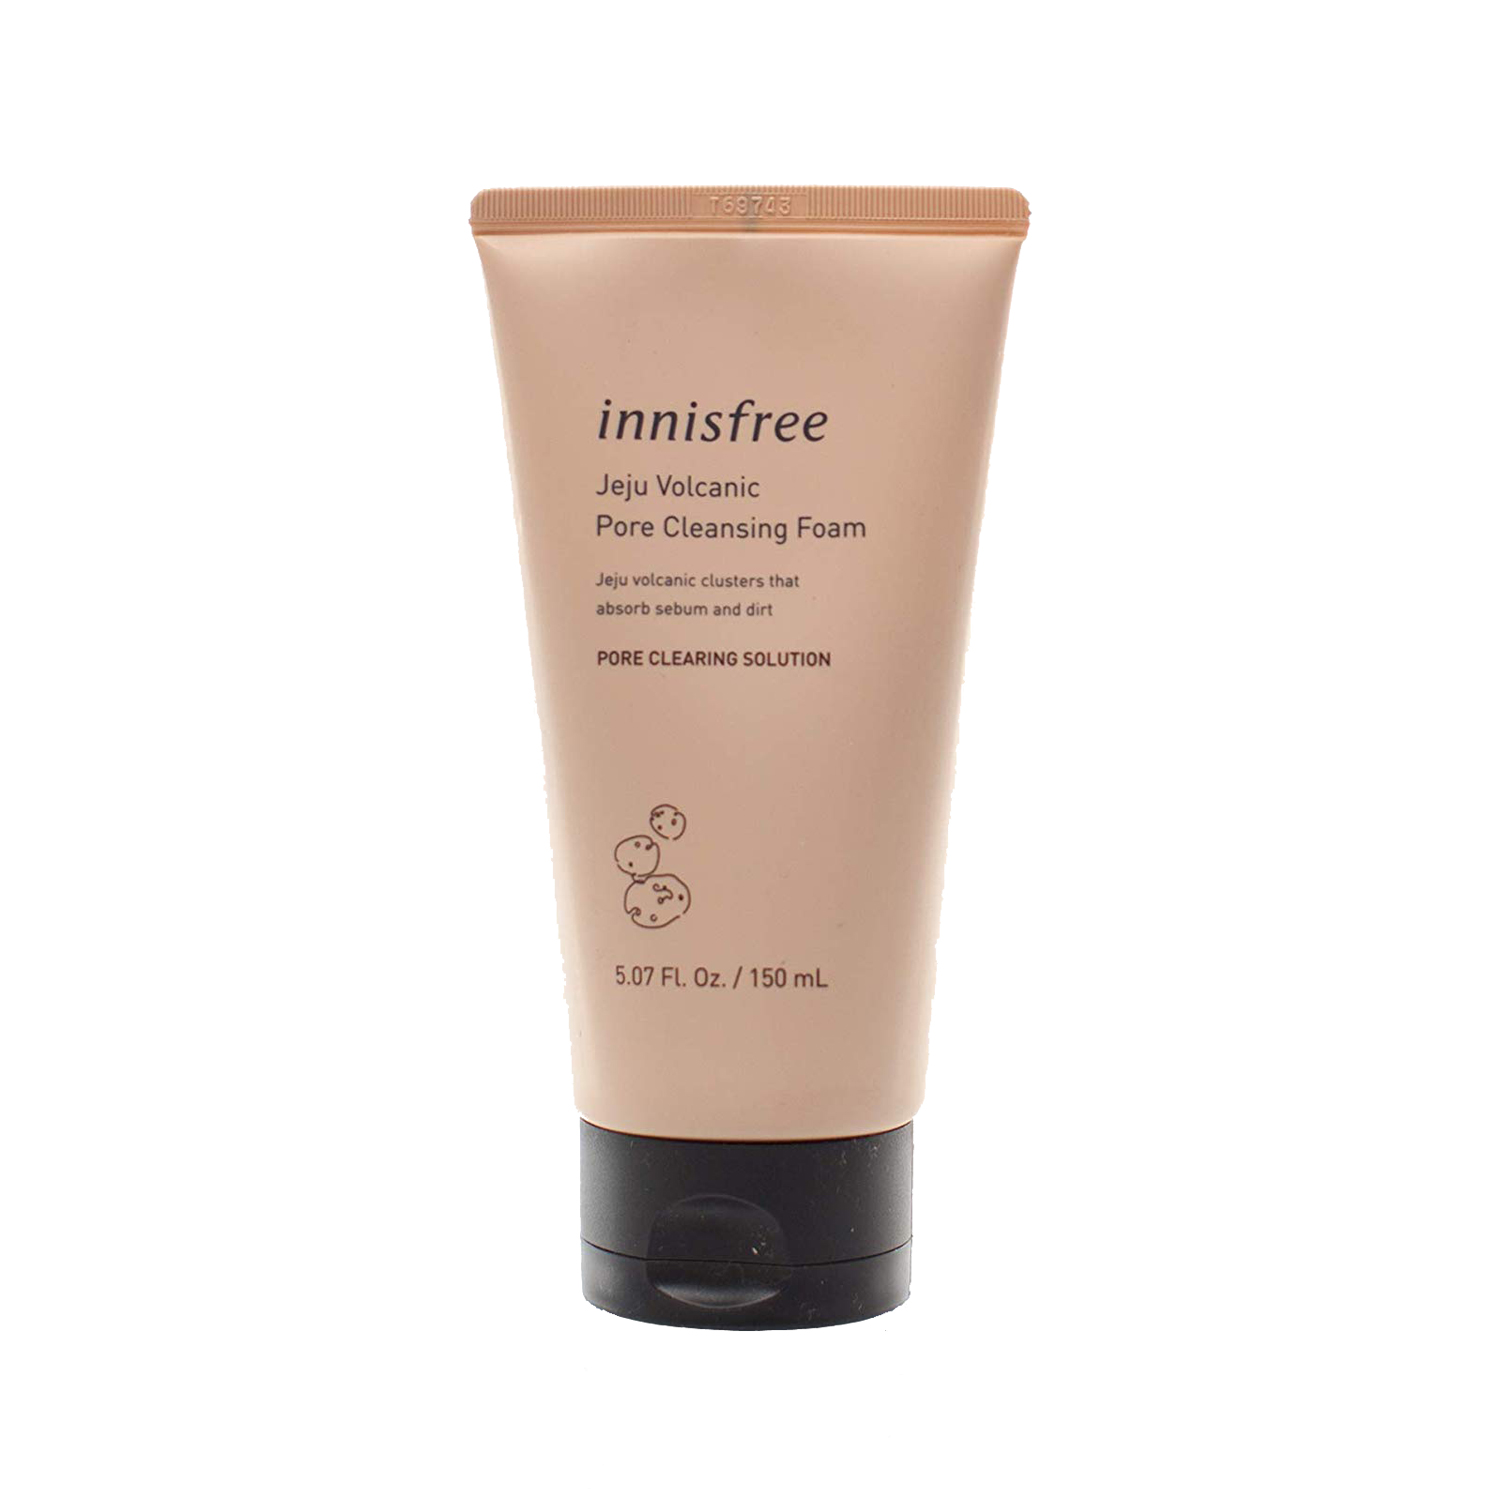 T69743
innisfree
Jeju Volcanic
Pore Cleansing Foam
Jeju volcanic clusters that
absorb sebum and dirt
PORE CLEARING SOLUTION
5.07 Fl. Oz. / 150 mL